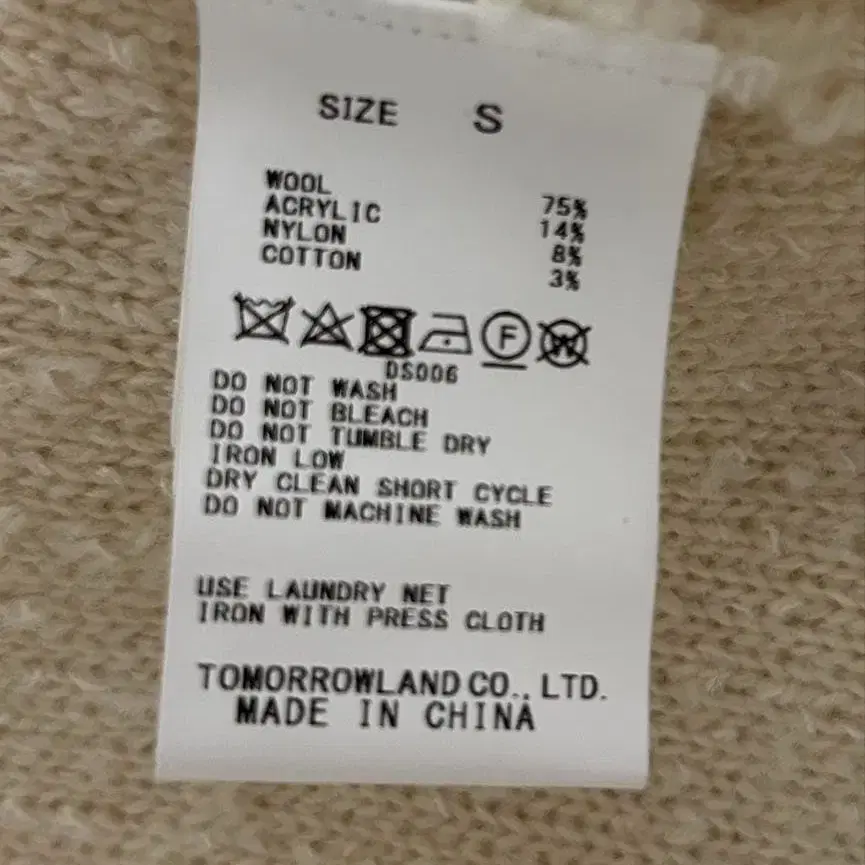 SIZE S
WOOL 75%
ACRYLIC 14%
NYLON 8%
COTTON 3%
F W
DS006
DO NOT WASH
DO NOT BLEACH
DO NOT TUMBLE DRY
IRON LOW
DRY CLEAN SHORT CYCLE
DO NOT MACHINE WASH
USE LAUNDRY NET
IRON WITH PRESS CLOTH
TOMORROWLAND CO., LTD.
MADE IN CHINA